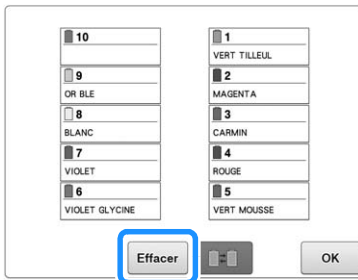 10
1
VERT TILLEUL
9
OR BLE
2
MAGENTA
8
BLANC
3
CARMIN
7
VIOLET
4
ROUGE
6
VIOLET GLYCINE
5
VERT MOUSSE
Effacer
OK